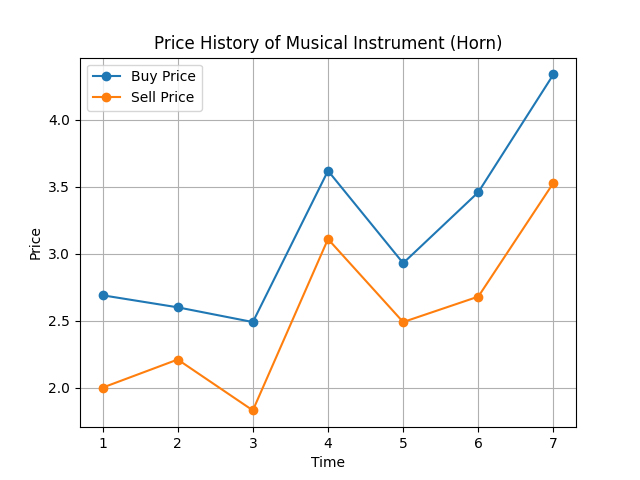 Price History of Musical Instrument (Horn)
Buy Price
Sell Price
4.0
3.5
3.0
2.5
2.0
Price
1 2 3 4 5 6 7
Time